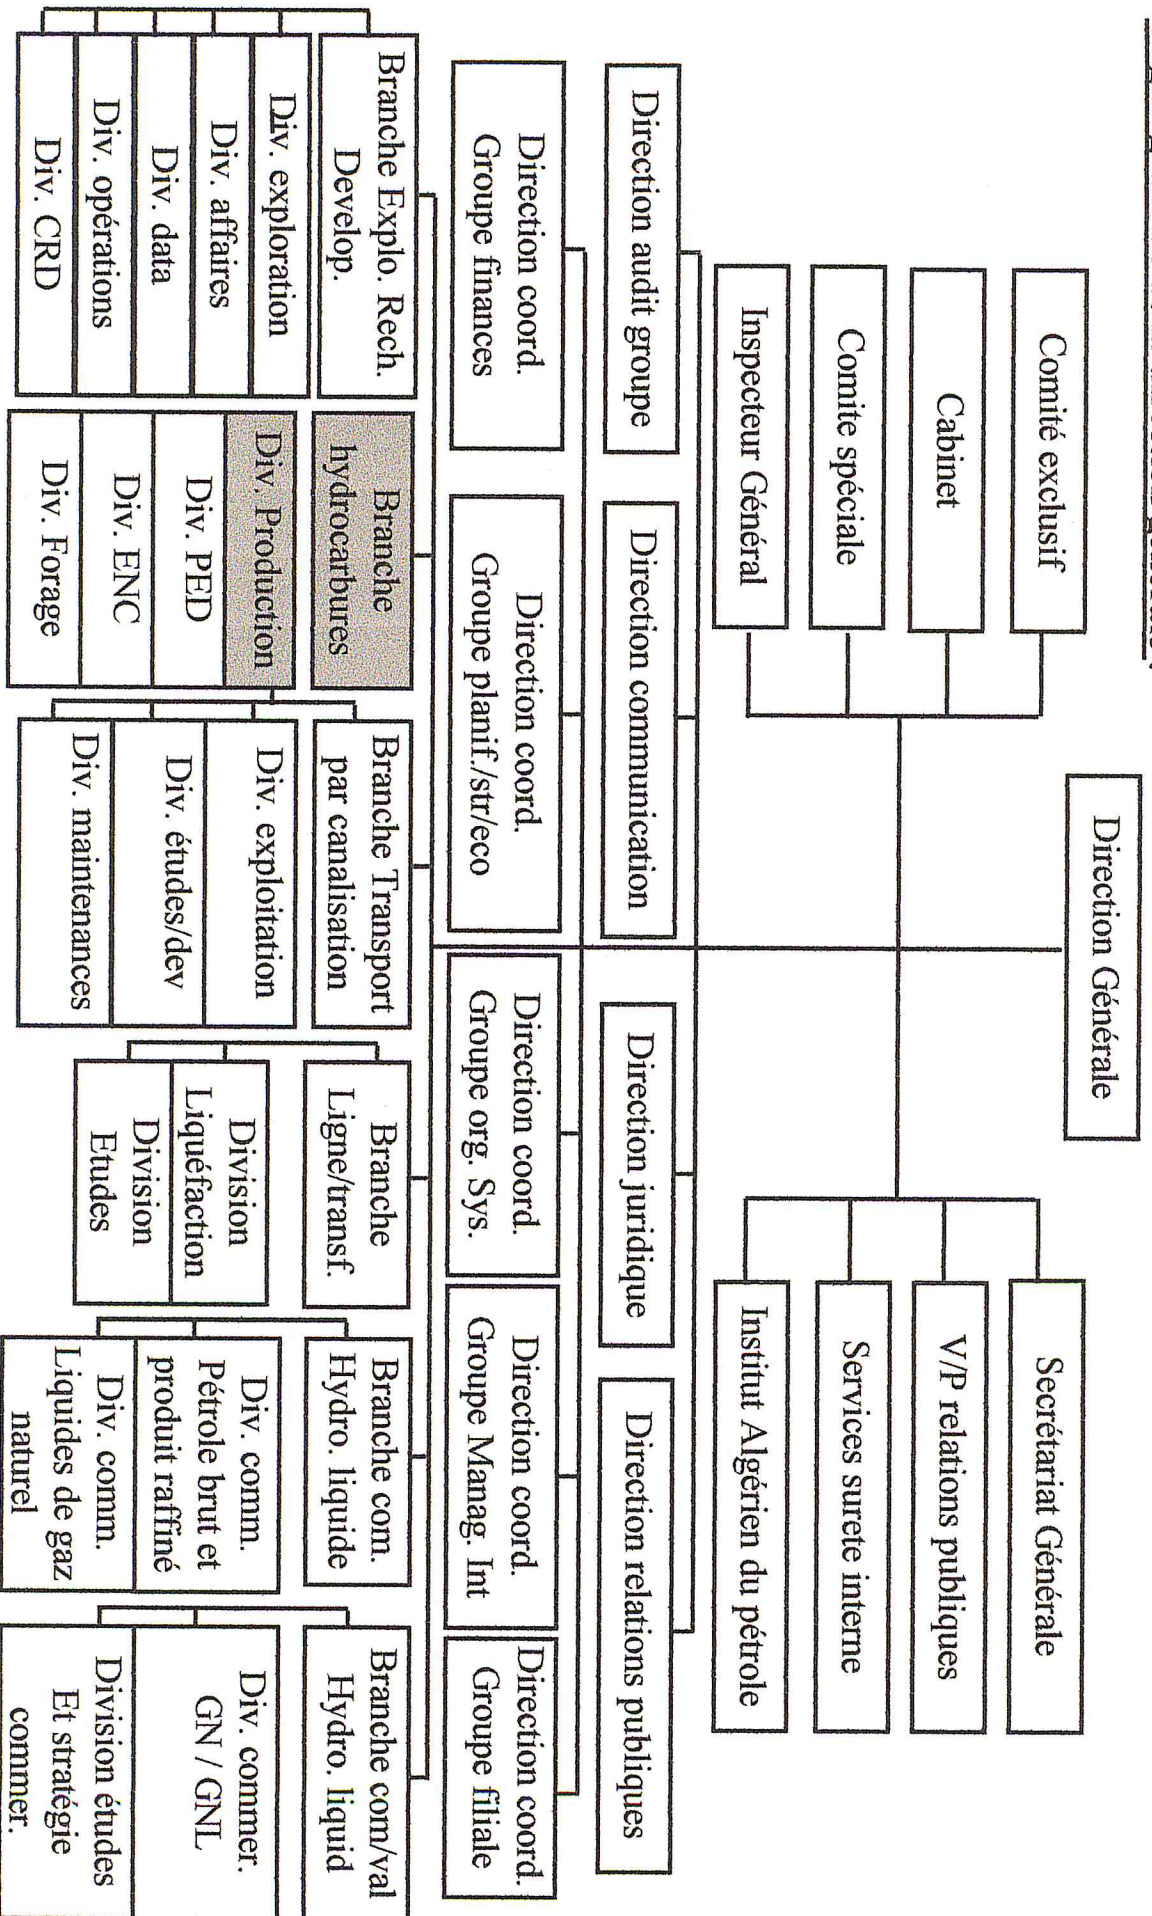 Direction Générale
Comité exclusif
Cabinet
Comite spéciale
Inspecteur Général
Secrétariat Générale
V/P relations publiques
Services surete interne
Institut Algérien du pétrole
Direction audit groupe
Direction communication
Direction juridique
Direction relations publiques
Direction coord.
Groupe finances
Direction coord.
Groupe planif./str/eco
Direction coord.
Groupe org. Sys.
Direction coord.
Groupe Manag. Int
Direction coord.
Groupe filiale
Branche Explo. Rech.
Develop.
Div. exploration
Div. affaires
Div. data
Div. opérations
Div. CRD
Branche
hydrocarbures
Div. Production
Div. PED
Div. ENC
Div. Forage
Branche Transport
par canalisation
Div. exploitation
Div. études/dev
Div. maintenances
Branche
Ligne/transf.
Division
Liquéfaction
Division
Etudes
Branche com.
Hydro. liquide
Div. comm.
Pétrole brut et
produit raffiné
Div. comm.
Liquides de gaz
naturel
Branche com/val
Hydro. liquid
Div. commer.
GN / GNL
Division études
Et stratégie
commer.